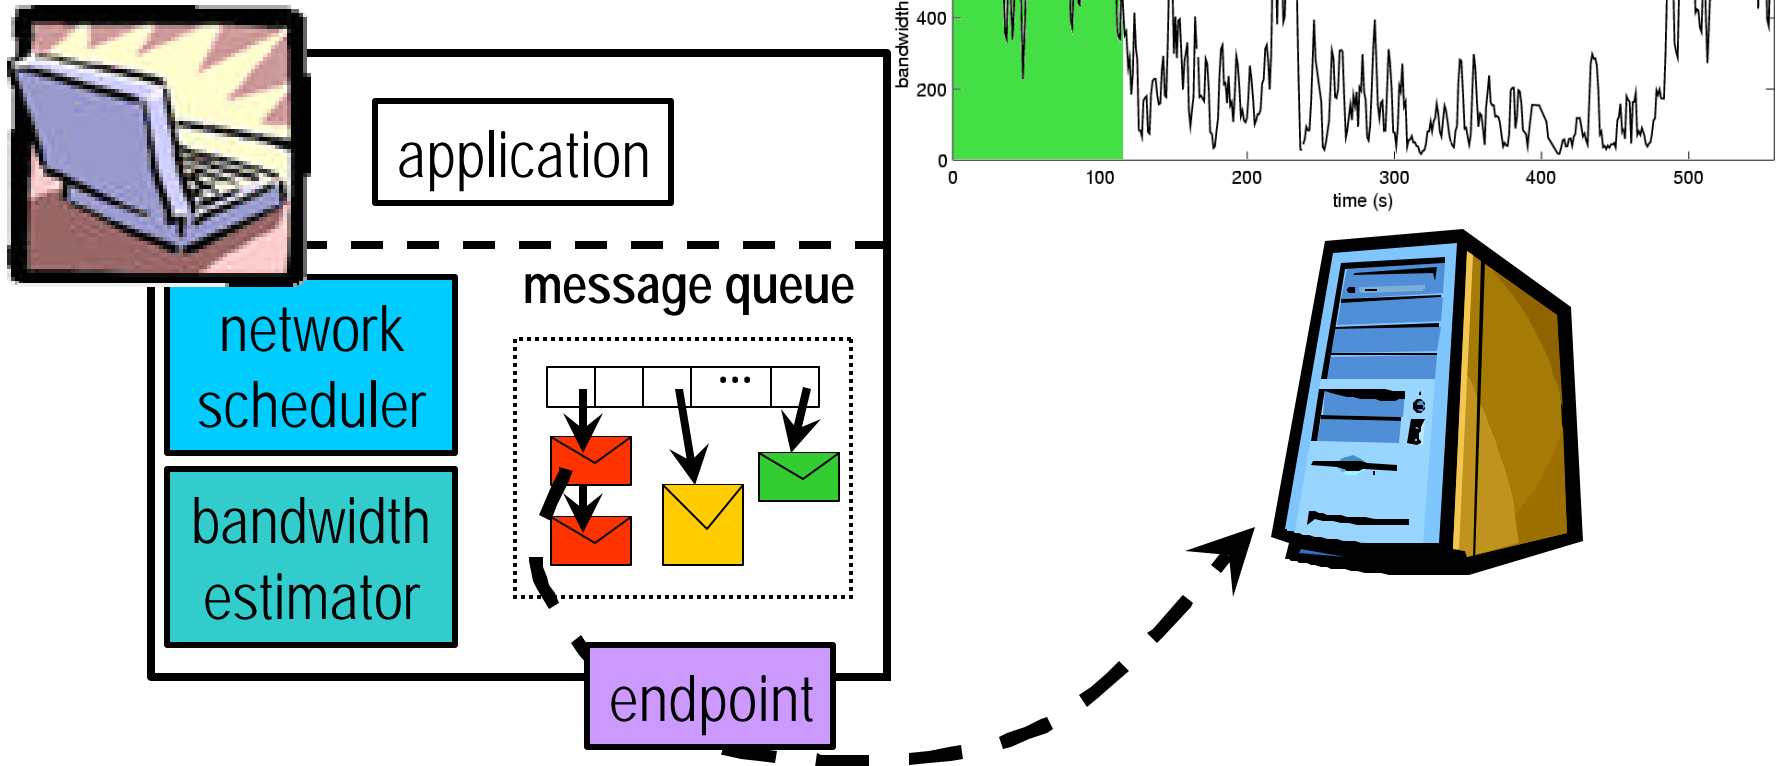 application
message queue
...
network
scheduler
bandwidth
estimator
endpoint
bandwidth
400
200
0
0 100 200 300 400 500
time (s)